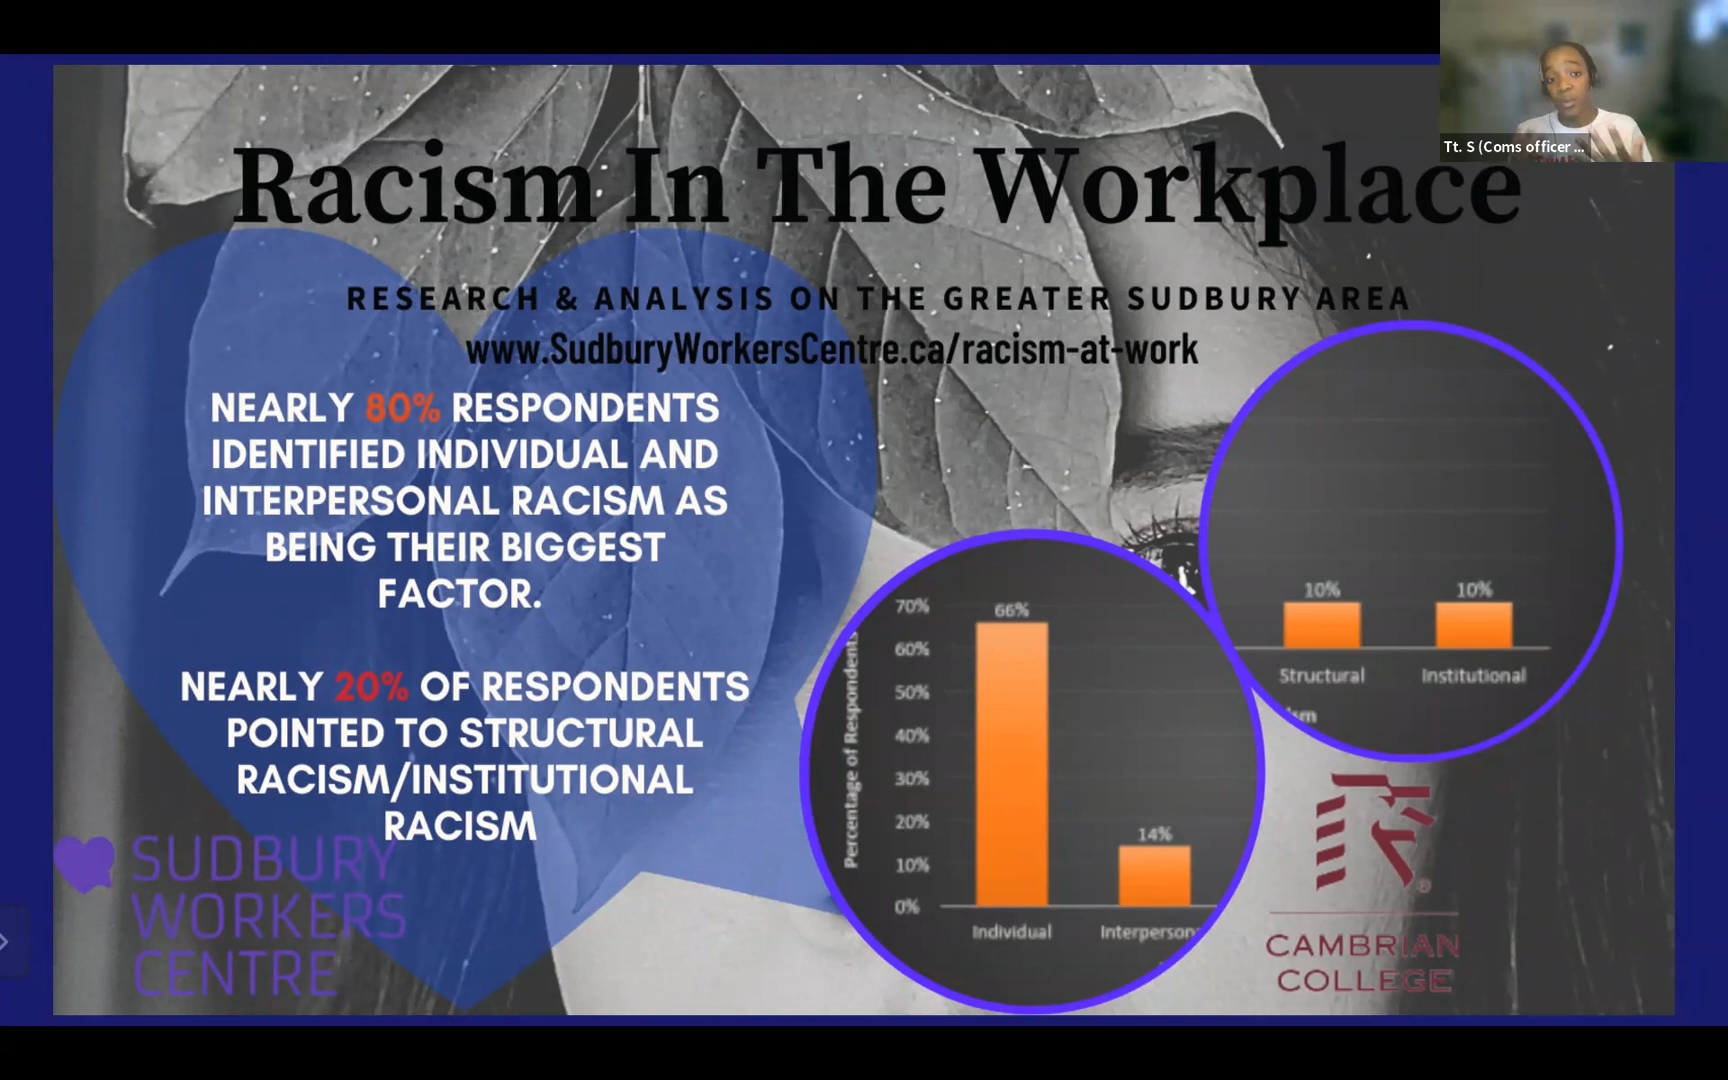 Tt. S (Coms officer ...
Racism In The Workplace
RESEARCH & ANALYSIS ON THE GREATER SUDBURY AREA
www.SudburyWorkersCentre.ca/racism-at-work
NEARLY 80% RESPONDENTS
IDENTIFIED INDIVIDUAL AND
INTERPERSONAL RACISM AS
BEING THEIR BIGGEST
FACTOR.
NEARLY 20% OF RESPONDENTS
POINTED TO STRUCTURAL
RACISM/INSTITUTIONAL
RACISM
SUDBURY
WORKERS
CENTRE
Percentage of Respondents
70%
60%
50%
40%
30%
20%
10%
0%
66%
14%
Individual
Interperson
10%
10%
Structural
Institutional
ism
CAMBRIAN
COLLEGE
®